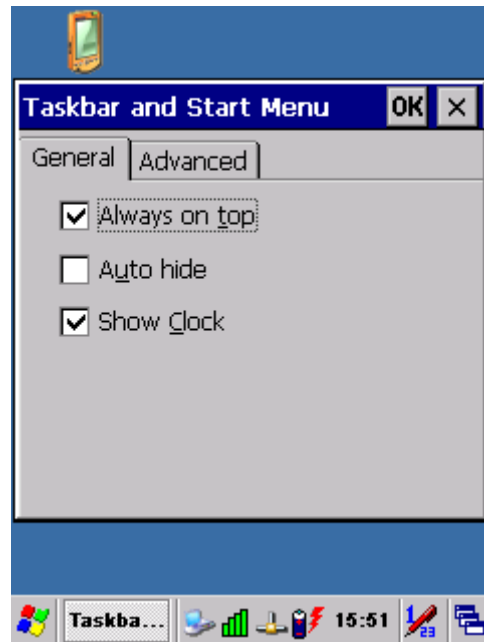 Taskbar and Start Menu OK
General Advanced
Always on top
Auto hide
Show Clock
Taskba... 15:51